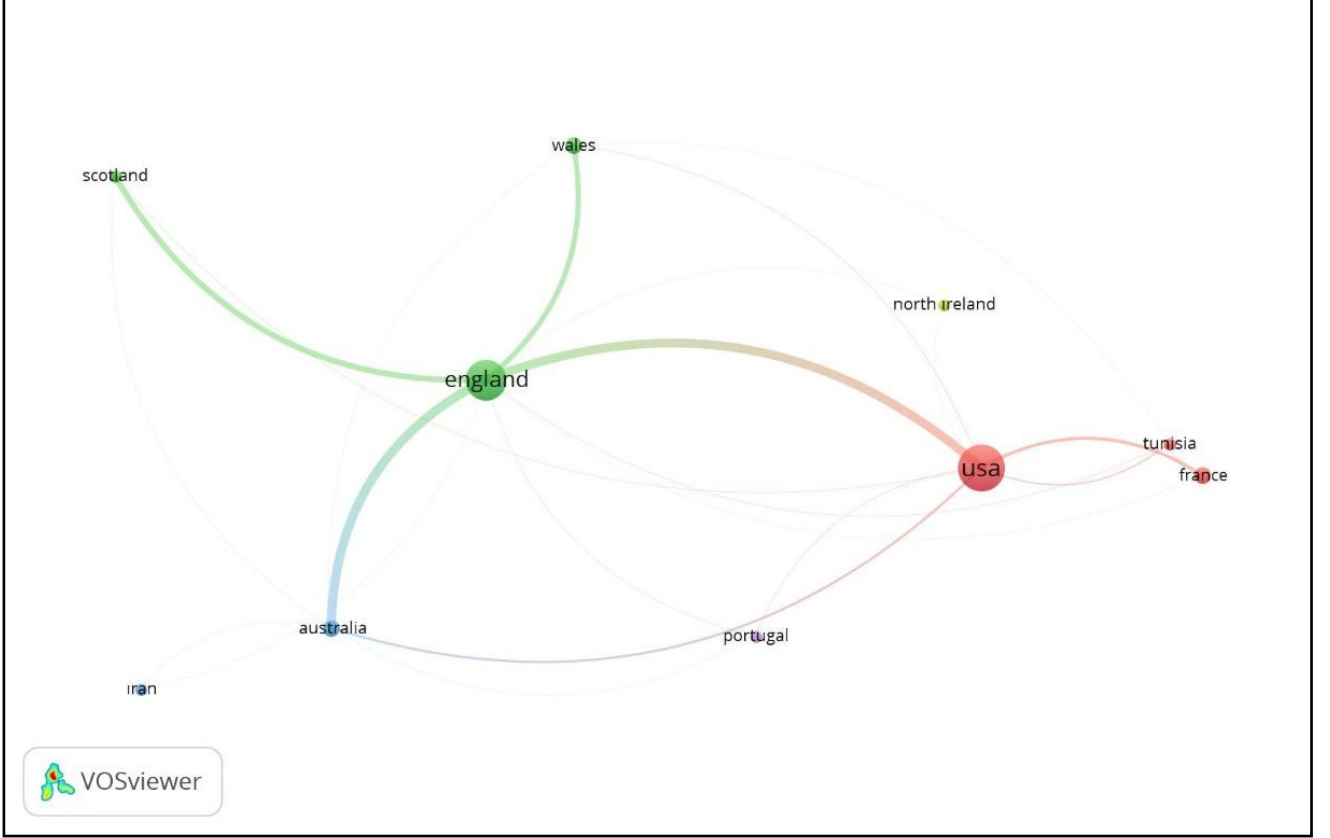 wales
scotland
north ireland
england
tunisia
usa
france
australia
portugal
iran
VOSviewer